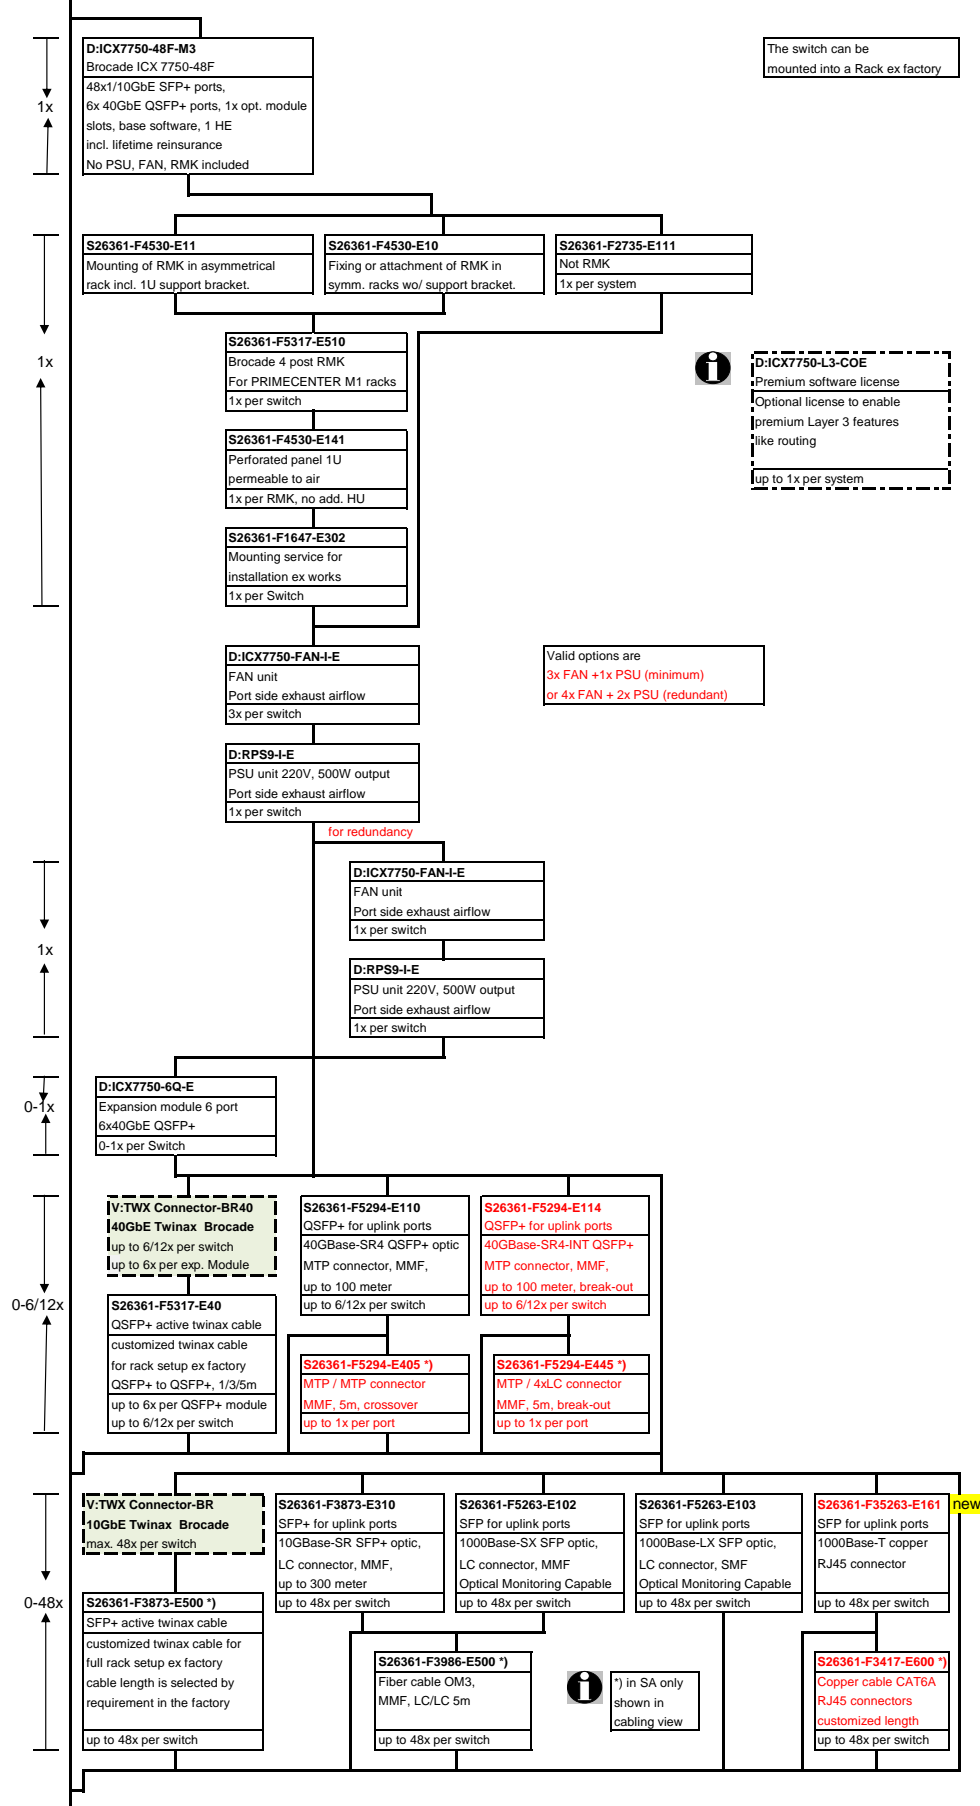 D:ICX7750-48F-M3
Brocade ICX 7750-48F
48x1/10GbE SFP+ ports,
6x 40GbE QSFP+ ports, 1x opt. module
slots, base software, 1 HE
incl. lifetime reinsurance
No PSU, FAN, RMK included
The switch can be
mounted into a Rack ex factory
1x
S26361-F4530-E11
Mounting of RMK in asymmetrical
rack incl. 1U support bracket.
S26361-F4530-E10
Fixing or attachment of RMK in
symm. racks wo/ support bracket.
S26361-F2735-E111
Not RMK
1x per system
1x
S26361-F5317-E510
Brocade 4 post RMK
For PRIMECENTER M1 racks
1x per switch
D:ICX7750-L3-COE
Premium software license
Optional license to enable
premium Layer 3 features
like routing
up to 1x per system
S26361-F4530-E141
Perforated panel 1U
permeable to air
1x per RMK, no add. HU
S26361-F1647-E302
Mounting service for
installation ex works
1x per Switch
D:ICX7750-FAN-I-E
FAN unit
Port side exhaust airflow
3x per switch
Valid options are
3x FAN +1x PSU (minimum)
or 4x FAN + 2x PSU (redundant)
D:RPS9-I-E
PSU unit 220V, 500W output
Port side exhaust airflow
1x per switch
for redundancy
D:ICX7750-FAN-I-E
FAN unit
Port side exhaust airflow
1x per switch
1x
D:RPS9-I-E
PSU unit 220V, 500W output
Port side exhaust airflow
1x per switch
0-1x
D:ICX7750-6Q-E
Expansion module 6 port
6x40GbE QSFP+
0-1x per Switch
V:TWX Connector-BR40
40GbE Twinax Brocade
up to 6/12x per switch
up to 6x per exp. Module
S26361-F5294-E110
QSFP+ for uplink ports
40GBase-SR4 QSFP+ optic
MTP connector, MMF,
up to 100 meter
up to 6/12x per switch
S26361-F5294-E114
QSFP+ for uplink ports
40GBase-SR4-INT QSFP+
MTP connector, MMF,
up to 100 meter, break-out
up to 6/12x per switch
0-6/12x
S26361-F5317-E40
QSFP+ active twinax cable
customized twinax cable
for rack setup ex factory
QSFP+ to QSFP+, 1/3/5m
up to 6x per QSFP+ module
up to 6/12x per switch
S26361-F5294-E405 *)
MTP / MTP connector
MMF, 5m, crossover
up to 1x per port
S26361-F5294-E445 *)
MTP / 4xLC connector
MMF, 5m, break-out
up to 1x per port
V:TWX Connector-BR
10GbE Twinax Brocade
max. 48x per switch
S26361-F3873-E310
SFP+ for uplink ports
10GBase-SR SFP+ optic,
LC connector, MMF,
up to 300 meter
up to 48x per switch
S26361-F5263-E102
SFP for uplink ports
1000Base-SX SFP optic,
LC connector, MMF
Optical Monitoring Capable
up to 48x per switch
S26361-F5263-E103
SFP for uplink ports
1000Base-LX SFP optic,
LC connector, SMF
Optical Monitoring Capable
up to 48x per switch
S26361-F35263-E161
SFP for uplink ports
1000Base-T copper
RJ45 connector
up to 48x per switch
new
0-48x
S26361-F3873-E500 *)
SFP+ active twinax cable
customized twinax cable for
full rack setup ex factory
cable length is selected by
requirement in the factory
up to 48x per switch
S26361-F3986-E500 *)
Fiber cable OM3,
MMF, LC/LC 5m
up to 48x per switch
*) in SA only
shown in
cabling view
S26361-F3417-E600 *)
Copper cable CAT6A
RJ45 connectors
customized length
up to 48x per switch